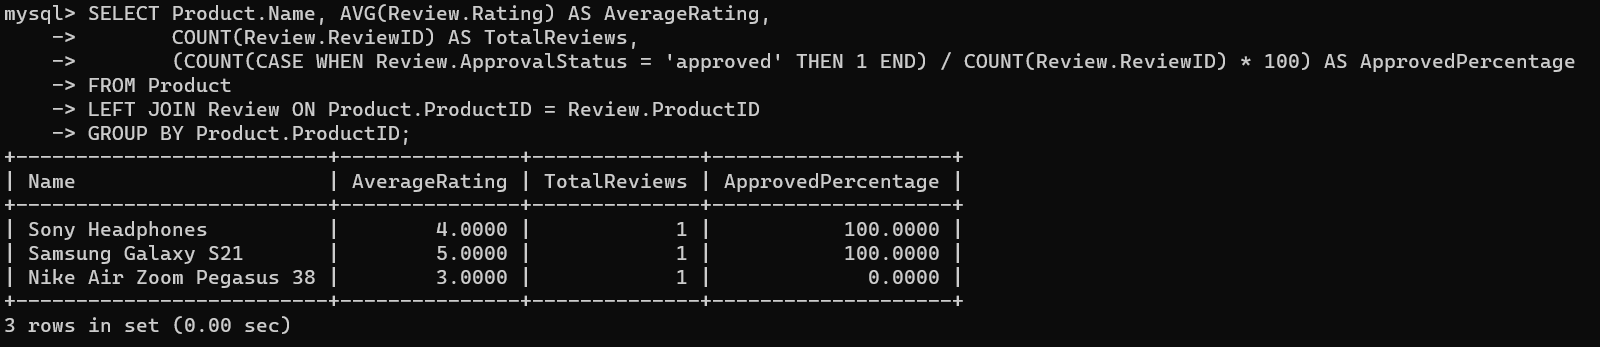 mysql> SELECT Product.Name, AVG(Review.Rating) AS AverageRating,
    ->        COUNT(Review.ReviewID) AS TotalReviews,
    ->        (COUNT(CASE WHEN Review.ApprovalStatus = 'approved' THEN 1 END) / COUNT(Review.ReviewID) * 100) AS ApprovedPercentage
    -> FROM Product
    -> LEFT JOIN Review ON Product.ProductID = Review.ProductID
    -> GROUP BY Product.ProductID;
+--------------------------+---------------+--------------+--------------------+
| Name                     | AverageRating | TotalReviews | ApprovedPercentage |
+--------------------------+---------------+--------------+--------------------+
| Sony Headphones          |        4.0000 |            1 |           100.0000 |
| Samsung Galaxy S21       |        5.0000 |            1 |           100.0000 |
| Nike Air Zoom Pegasus 38 |        3.0000 |            1 |             0.0000 |
+--------------------------+---------------+--------------+--------------------+
3 rows in set (0.00 sec)